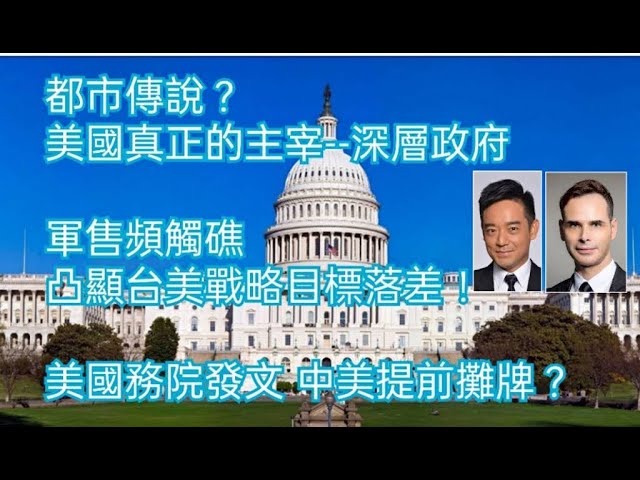 都市傳說？
美國真正的主宰--深層政府
軍售頻觸礁
凸顯台美戰略目標落差！
美國務院發文 中美提前攤牌？